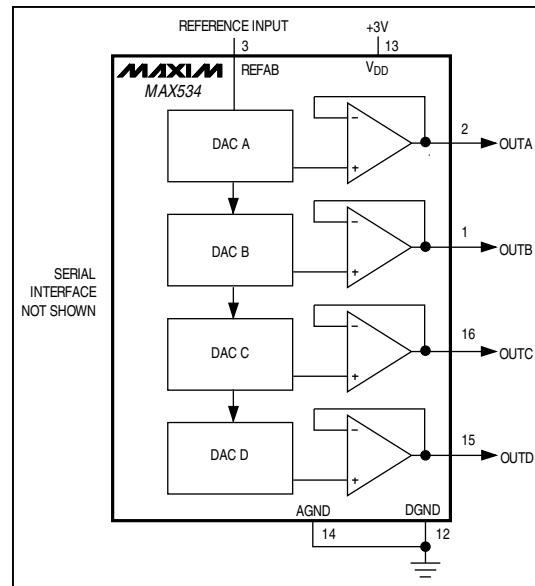 REFERENCE INPUT
+3V
3
13
MAXIM
REFAB
VDD
MAX534
DAC A
−
+
2
OUTA
DAC B
−
+
1
OUTB
SERIAL
INTERFACE
NOT SHOWN
DAC C
−
+
16
OUTC
DAC D
−
+
15
OUTD
AGND
DGND
14
12